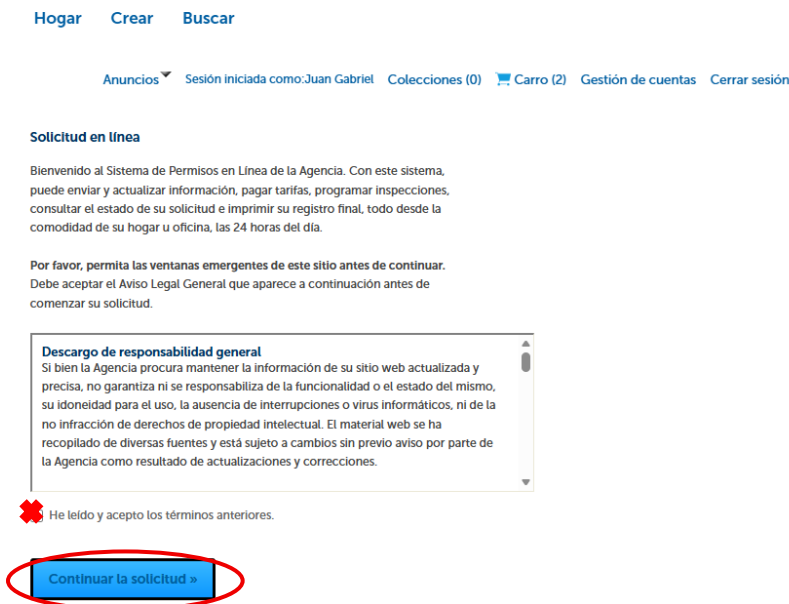 Hogar Crear Buscar
Anuncios Sesión iniciada como:Juan Gabriel Colecciones (0) Carro (2) Gestión de cuentas Cerrar sesión
Solicitud en línea
Bienvenido al Sistema de Permisos en Línea de la Agencia. Con este sistema,
puede enviar y actualizar información, pagar tarifas, programar inspecciones,
consultar el estado de su solicitud e imprimir su registro final, todo desde la
comodidad de su hogar u oficina, las 24 horas del día.
Por favor, permita las ventanas emergentes de este sitio antes de continuar.
Debe aceptar el Aviso Legal General que aparece a continuación antes de
comenzar su solicitud.
Descargo de responsabilidad general
Si bien la Agencia procura mantener la información de su sitio web actualizada y
precisa, no garantiza ni se responsabiliza de la funcionalidad o el estado del mismo,
su idoneidad para el uso, la ausencia de interrupciones o virus informáticos, ni de la
no infracción de derechos de propiedad intelectual. El material web se ha
recopilado de diversas fuentes y está sujeto a cambios sin previo aviso por parte de
la Agencia como resultado de actualizaciones y correcciones.
He leído y acepto los términos anteriores.
Continuar la solicitud »